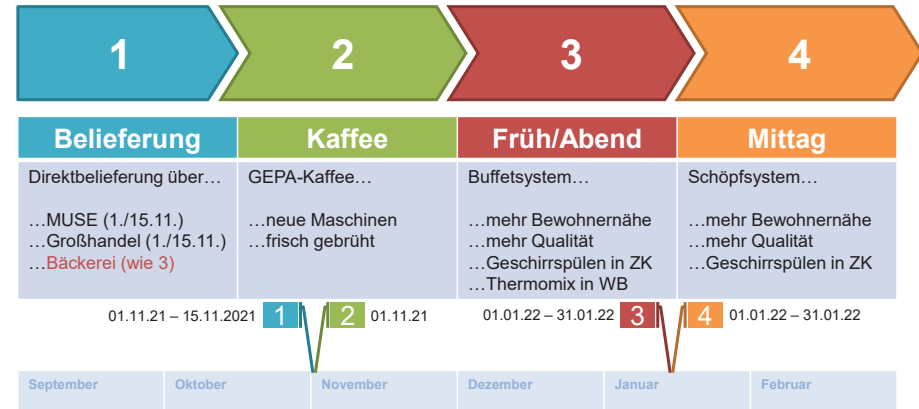 1
2
3
4
Belieferung
Kaffee
Früh/Abend
Mittag
Direktbelieferung über…
…MUSE (1./15.11.)
…Großhandel (1./15.11.)
…Bäckerei (wie 3)
GEPA-Kaffee…
…neue Maschinen
…frisch gebrüht
Buffetsystem…
…mehr Bewohnernähe
…mehr Qualität
…Geschirrspülen in ZK
…Thermomix in WB
Schöpfsystem…
…mehr Bewohnernähe
…mehr Qualität
…Geschirrspülen in ZK
01.11.21 – 15.11.2021
1
2
01.11.21
01.01.22 – 31.01.22
3
4
01.01.22 – 31.01.22
September
Oktober
November
Dezember
Januar
Februar